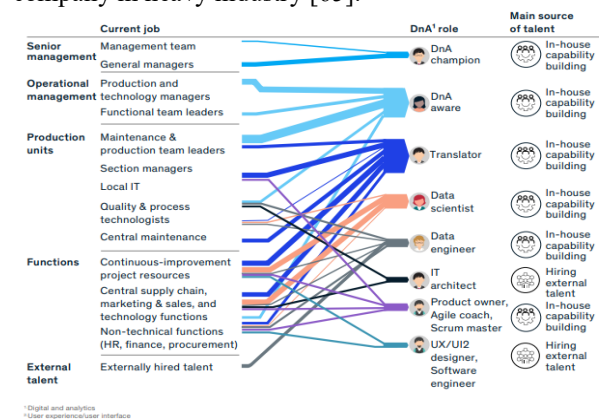 company in heavy industry [65].
Current job
DnA¹ role
Main source
of talent
Senior
management
Management team
General managers
DnA
champion
In-house
capability
building
Operational
management
Production and
technology managers
Functional team leaders
DnA
aware
In-house
capability
building
Production
units
Maintenance &
production team leaders
Section managers
Local IT
Quality & process
technologists
Central maintenance
Translator
In-house
capability
building
Data
scientist
In-house
capability
building
Data
engineer
In-house
capability
building
Functions
Continuous-improvement
project resources
Central supply chain,
marketing & sales, and
technology functions
Non-technical functions
(HR, finance, procurement)
IT
architect
Hiring
external
talent
Product owner,
Agile coach,
Scrum master
In-house
capability
building
UX/UI2
designer,
Software
engineer
Hiring
external
talent
External
talent
Externally hired talent
¹ Digital and analytics
² User experience/user interface